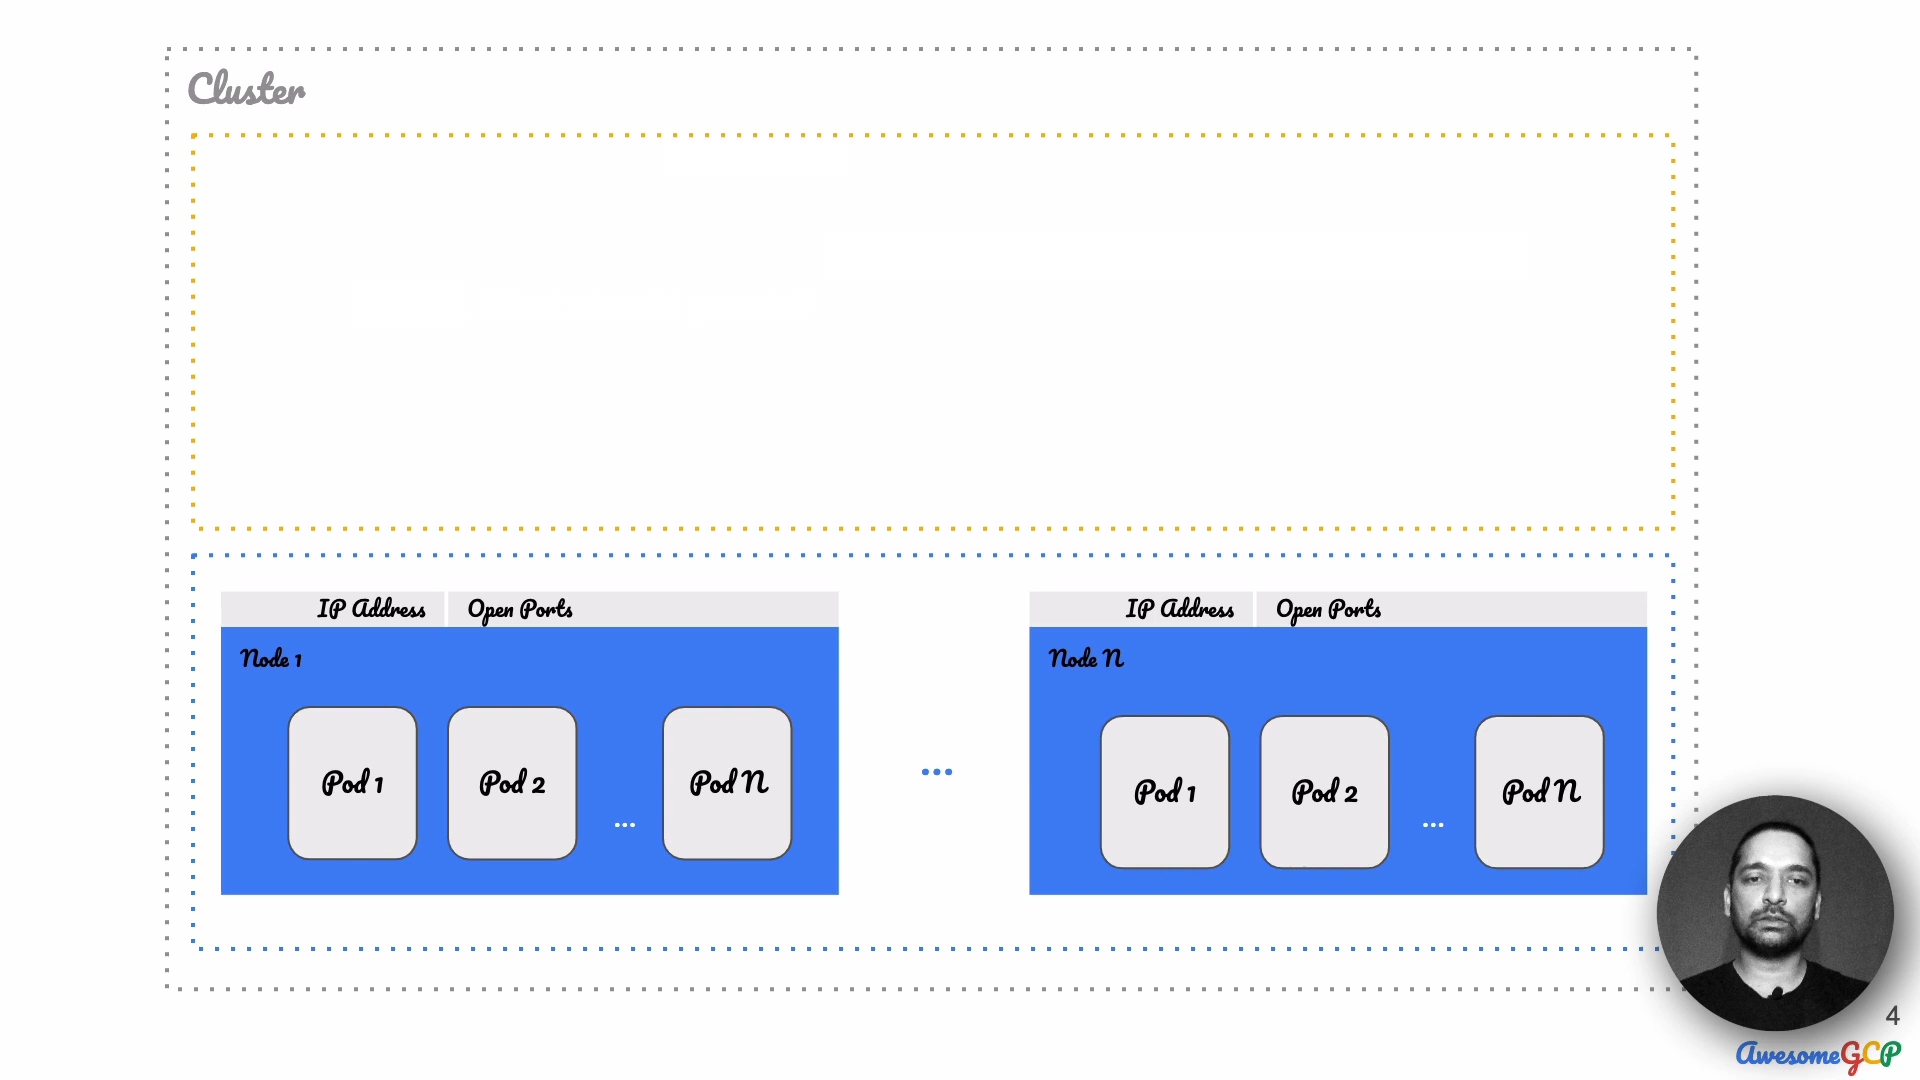 Cluster
IP Address Open Ports
Node 1
Pod 1 Pod 2 ... Pod N
...
IP Address Open Ports
Node N
Pod 1 Pod 2 ... Pod N
4
AwesomeGCP